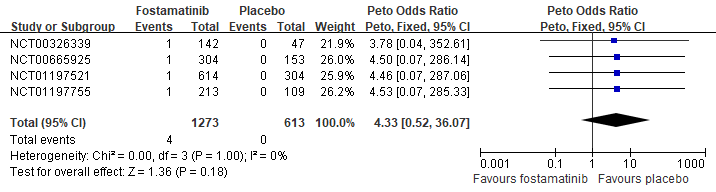 Fostamatinib Placebo Peto Odds Ratio Peto Odds Ratio
Study or Subgroup Events Total Events Total Weight Peto, Fixed, 95% CI Peto, Fixed, 95% CI
NCT00326339 1 142 0 47 21.9% 3.78 [0.04, 352.61]
NCT00665925 1 304 0 153 26.0% 4.50 [0.07, 286.14]
NCT01197521 1 614 0 304 25.9% 4.46 [0.07, 287.06]
NCT01197755 1 213 0 109 26.2% 4.53 [0.07, 285.33]
Total (95% CI) 1273 613 100.0% 4.33 [0.52, 36.07]
Total events 4 0
Heterogeneity: Chi² = 0.00, df = 3 (P = 1.00); I² = 0%
Test for overall effect: Z = 1.36 (P = 0.18)
0.001 0.1 1 10 1000
Favours fostamatinib Favours placebo